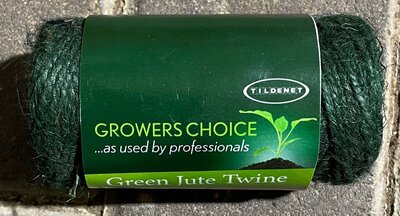 TILDENET
GROWERS CHOICE
...as used by professionals
Green Jute Twine